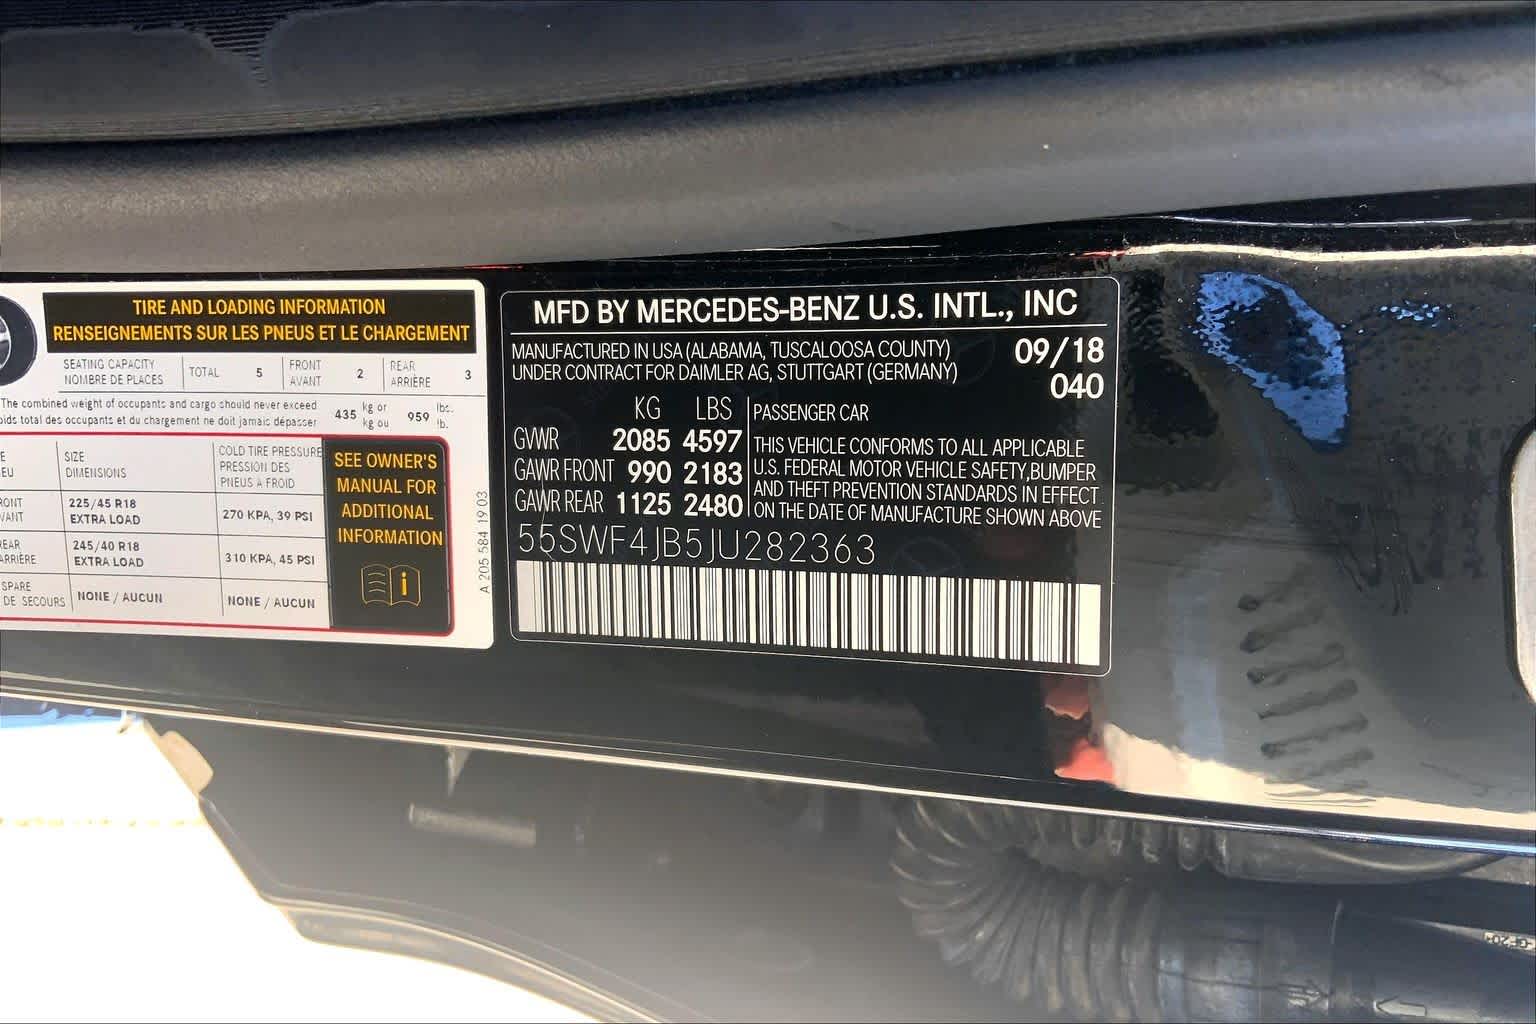 TIRE AND LOADING INFORMATION
RENSEIGNEMENTS SUR LES PNEUS ET LE CHARGEMENT
SEATING CAPACITY
NOMBRE DE PLACES
TOTAL 5
FRONT
AVANT
2
REAR
ARRIÈRE
3
The combined weight of occupants and cargo should never exceed
oids total des occupants et du chargement ne doit jamais dépasser
435 kg or
kg ou
959 lbs.
lb.
E
EU
SIZE
DIMENSIONS
COLD TIRE PRESSURE
PRESSION DES
PNEUS A FROID
RONT
VANT
225/45 R18
EXTRA LOAD
270 KPA, 39 PSI
REAR
ARRIÈRE
245/40 R18
EXTRA LOAD
310 KPA, 45 PSI
SPARE
DE SECOURS
NONE / AUCUN
NONE / AUCUN
SEE OWNER'S
MANUAL FOR
ADDITIONAL
INFORMATION
A 205 584 19 03
MFD BY MERCEDES-BENZ U.S. INTL., INC
MANUFACTURED IN USA (ALABAMA, TUSCALOOSA COUNTY)
UNDER CONTRACT FOR DAIMLER AG, STUTTGART (GERMANY)
09/18
040
KG LBS
GVWR 2085 4597
GAWR FRONT 990 2183
GAWR REAR 1125 2480
PASSENGER CAR
THIS VEHICLE CONFORMS TO ALL APPLICABLE
U.S. FEDERAL MOTOR VEHICLE SAFETY,BUMPER
AND THEFT PREVENTION STANDARDS IN EFFECT
ON THE DATE OF MANUFACTURE SHOWN ABOVE
55SWF4JB5JU282363